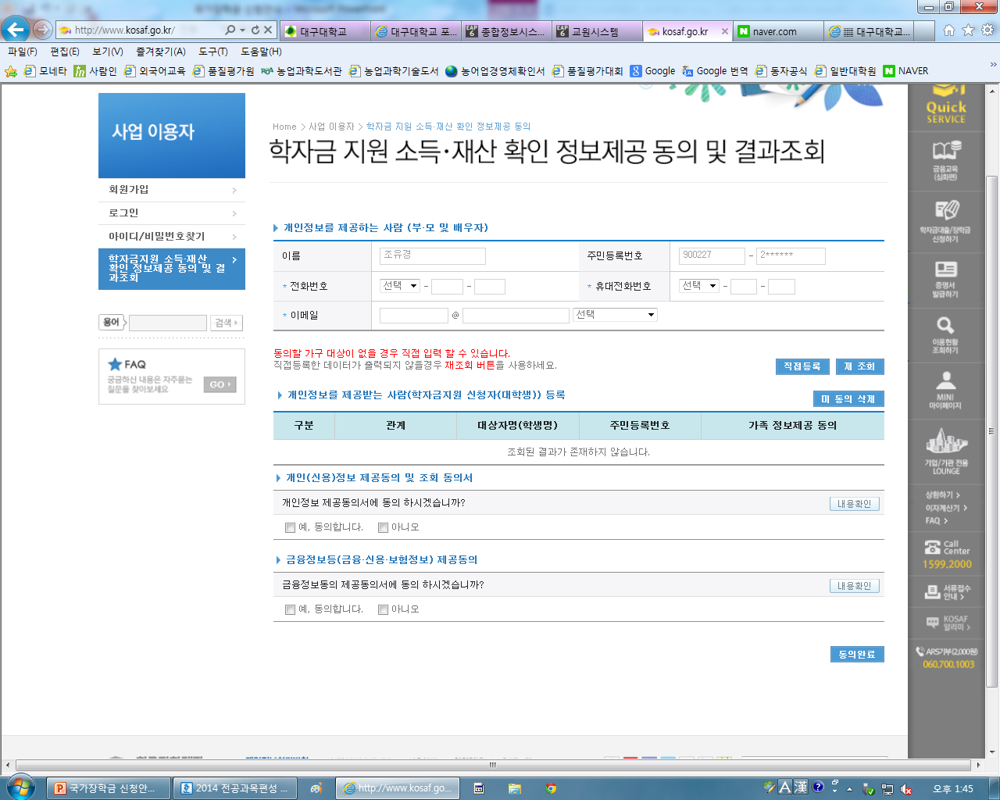 http://www.kosaf.go.kr/
대구대학교
대구대학교 포...
종합정보시스...
교원시스템
kosaf.go.kr
naver.com
대구대학교...
파일(F) 편집(E) 보기(V) 즐겨찾기(A) 도구(T) 도움말(H)
모네타 사람인 외국어교육 품질평가원 농업과학도서관 농업과학기술도서 농어업경영체확인서 품질평가대회 Google Google 번역 동자공식 일반대학원 NAVER
사업 이용자
회원가입
로그인
아이디/비밀번호찾기
학자금지원 소득·재산
확인 정보제공 동의 및 결
과조회
용어 검색
FAQ
궁금하신 내용은 자주묻는
질문을 찾아보세요
GO
Home > 사업 이용자 > 학자금 지원 소득·재산 확인 정보제공 동의
학자금 지원 소득·재산 확인 정보제공 동의 및 결과조회
개인정보를 제공하는 사람 (부·모 및 배우자)
이름 조유경 주민등록번호 900227 - 2******
* 전화번호 선택 - - * 휴대전화번호 선택 - -
* 이메일 @ 선택
동의할 가구 대상이 없을 경우 직접 입력 할 수 있습니다.
직접등록한 데이터가 출력되지 않을경우 재조회 버튼을 사용하세요.
직접등록 재 조회
개인정보를 제공받는 사람(학자금지원 신청자(대학생)) 등록
미 동의 삭제
구분 관계 대상자명(학생명) 주민등록번호 가족 정보제공 동의
조회된 결과가 존재하지 않습니다.
개인(신용)정보 제공동의 및 조회 동의서
개인정보 제공동의서에 동의 하시겠습니까? 내용확인
예, 동의합니다. 아니오
금융정보등(금융·신용·보험정보) 제공동의
금융정보동의 제공동의서에 동의 하시겠습니까? 내용확인
예, 동의합니다. 아니오
동의완료
Quick
SERVICE
금융교육
(심화편)
학자금대출/장학금
신청하기
증명서
발급하기
이용현황
조회하기
MINI
마이페이지
기업/기관 전용
LOUNGE
상환하기 >
이자계산기 >
FAQ >
Call
Center
1599.2000
서류접수
안내 >
KOSAF
알리미 >
ARS기부(2,000원)
060.700.1003
국가장학금 신청안...
2014 전공과목편성 ...
http://www.kosaf.go...
A 漢
오후 1:45